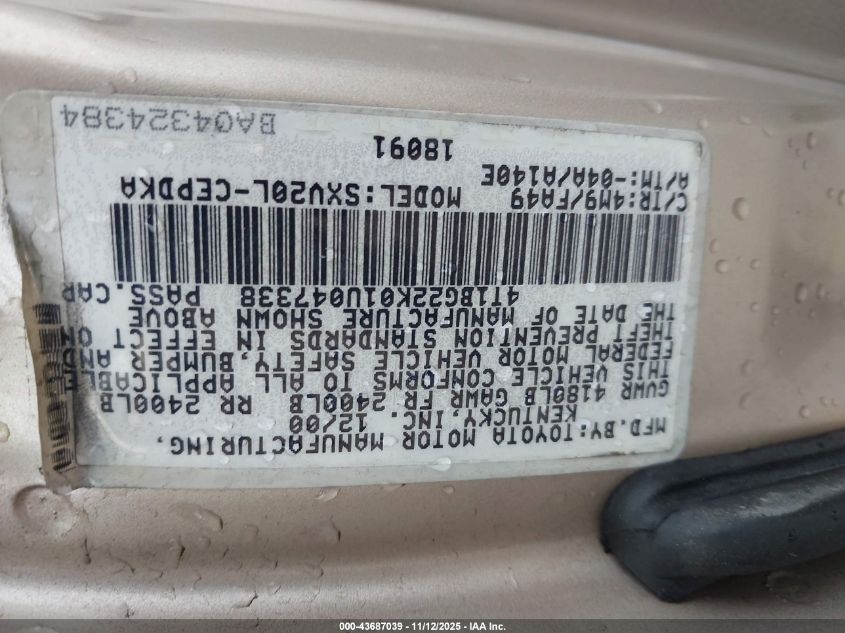 MFD. BY: TOYOTA MOTOR MANUFACTURING,
KENTUCKY, INC. 12/00
GVWR 4180LB GAWR FR 2400LB RR 2400LB
THIS VEHICLE CONFORMS TO ALL APPLICABL
FEDERAL MOTOR VEHICLE SAFETY, BUMPER, AN
THEFT PREVENTION STANDARDS IN EFFECT ON
THE DATE OF MANUFACTURE SHOWN ABOVE
4T1BG22K01U047338 PASS. CAR
C/TR:4M9/FA49 MODEL:SXV20L-CEPDKA
A/TM:-04A/A140E
18091
BA04324384
000-43687039 - 11/12/2025 - IAA Inc.